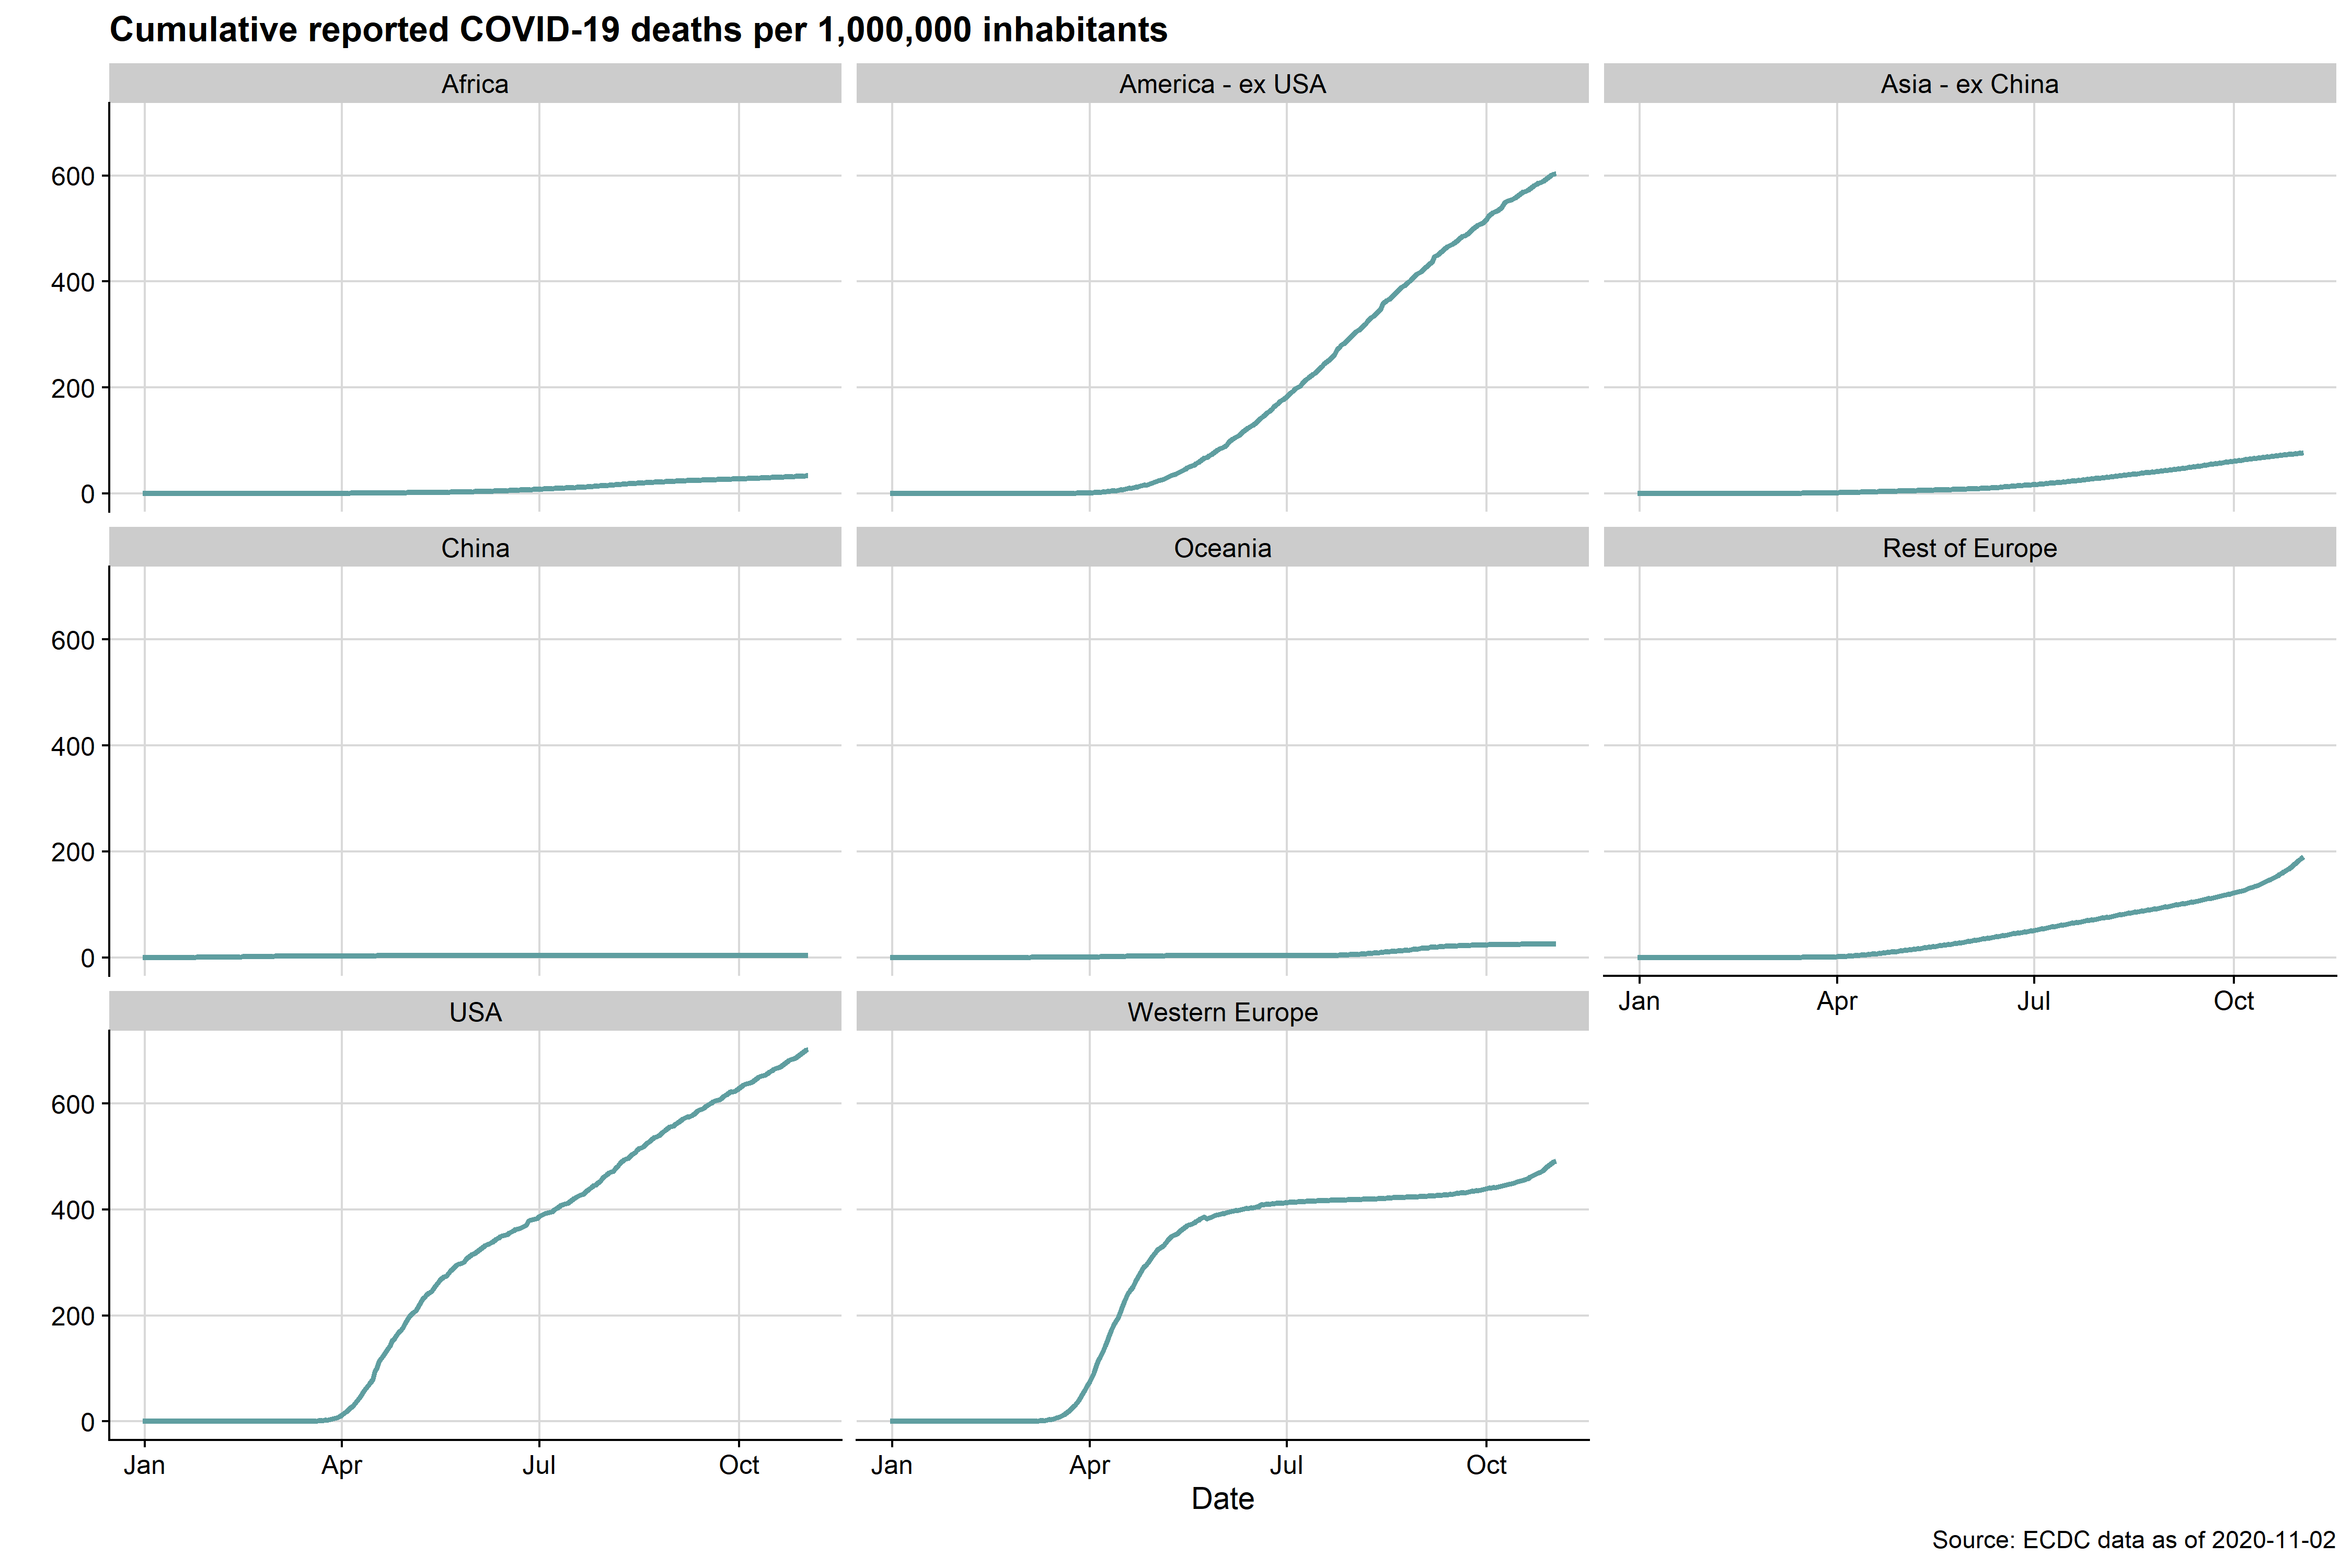 Cumulative reported COVID-19 deaths per 1,000,000 inhabitants
Africa
America - ex USA
Asia - ex China
600
400
200
0
China
Oceania
Rest of Europe
600
400
200
0
Jan Apr Jul Oct
USA
Western Europe
600
400
200
0
Jan Apr Jul Oct
Jan Apr Jul Oct
Date
Source: ECDC data as of 2020-11-02